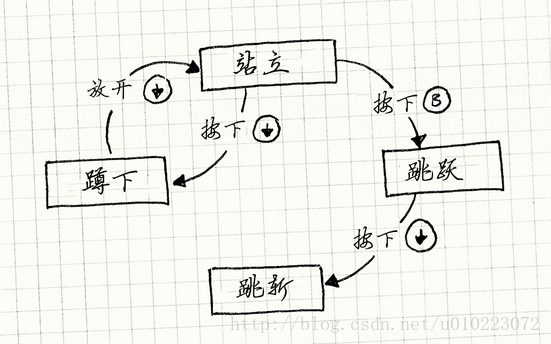 站立
放开 ↓
按下 ↓
按下 B
蹲下
跳跃
按下 ↓
跳斩
http://blog.csdn.net/u010223072